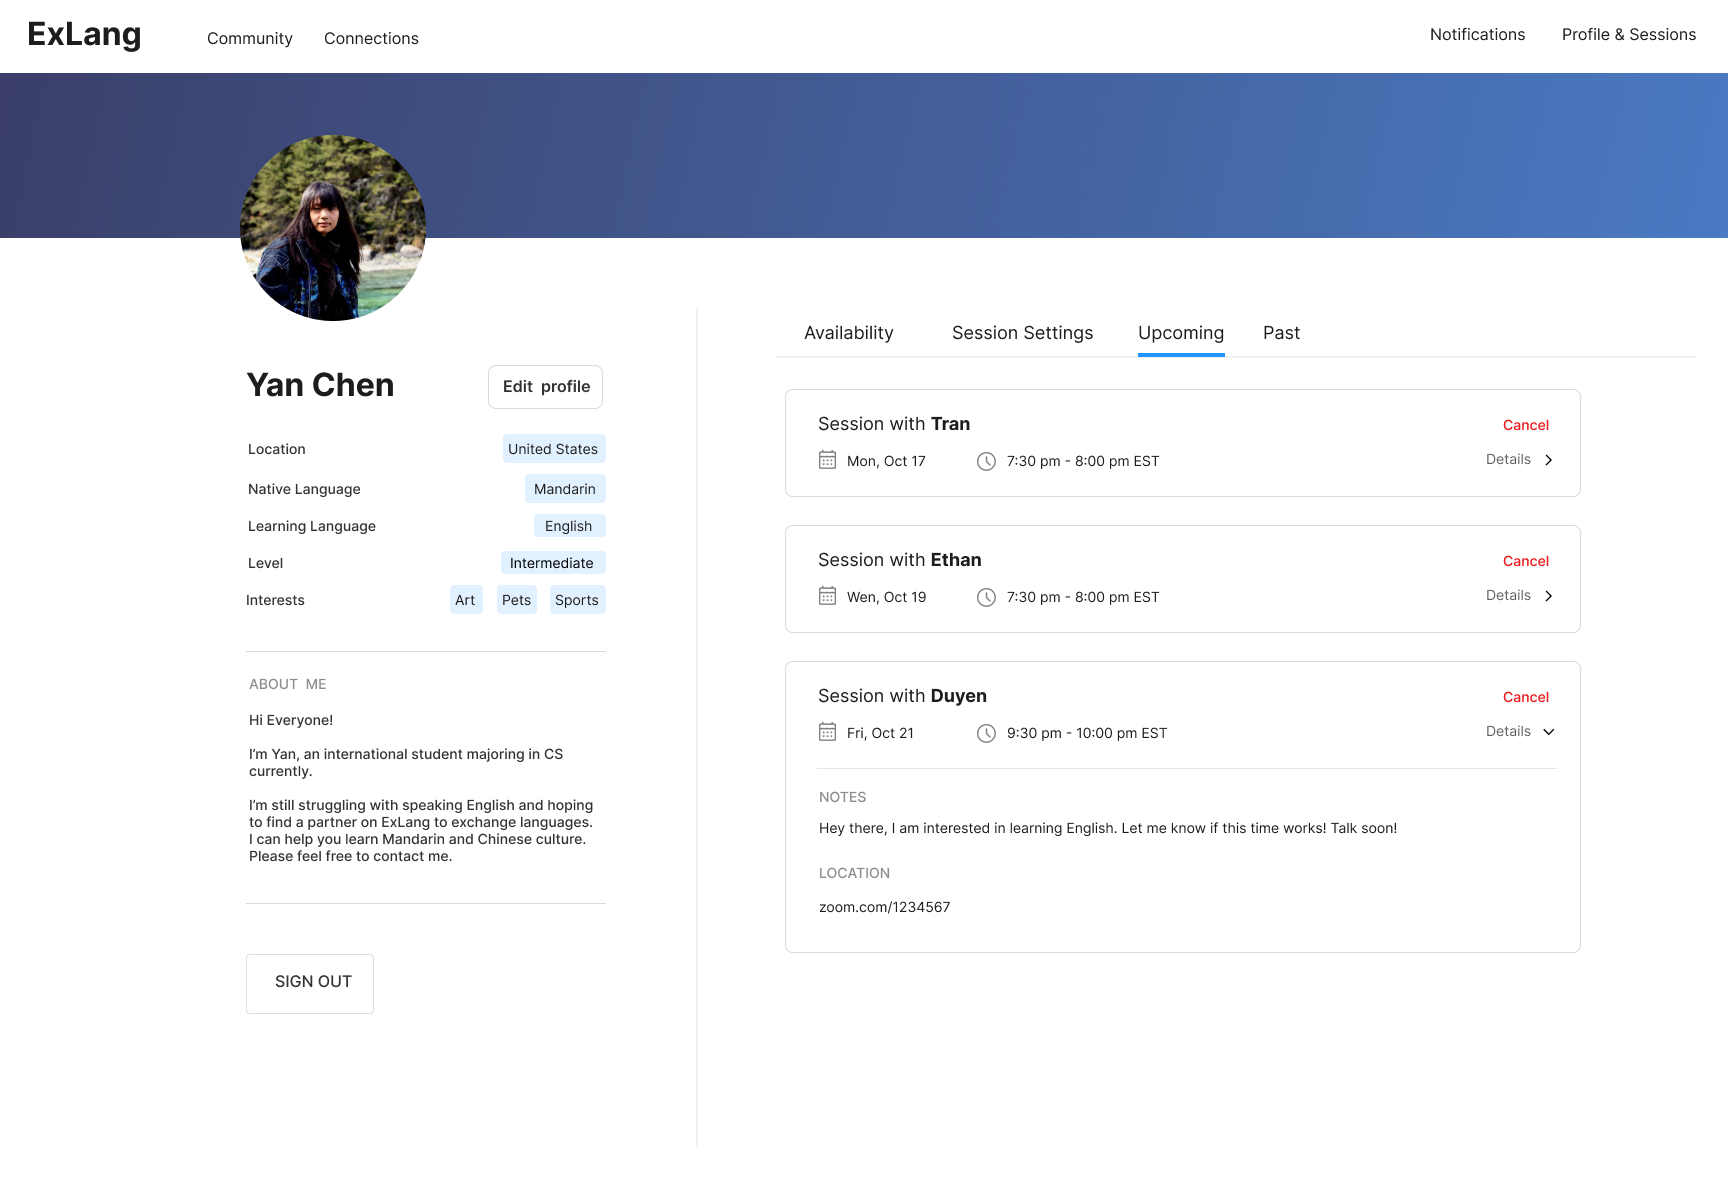 ExLang
Community
Connections
Notifications
Profile & Sessions
Yan Chen
Edit profile
Location
United States
Native Language
Mandarin
Learning Language
English
Level
Intermediate
Interests
Art
Pets
Sports
ABOUT ME
Hi Everyone!
I'm Yan, an international student majoring in CS
currently.
I'm still struggling with speaking English and hoping
to find a partner on ExLang to exchange languages.
I can help you learn Mandarin and Chinese culture.
Please feel free to contact me.
SIGN OUT
Availability
Session Settings
Upcoming
Past
Session with Tran
Cancel
Mon, Oct 17
7:30 pm - 8:00 pm EST
Details
Session with Ethan
Cancel
Wen, Oct 19
7:30 pm - 8:00 pm EST
Details
Session with Duyen
Cancel
Fri, Oct 21
9:30 pm - 10:00 pm EST
Details
NOTES
Hey there, I am interested in learning English. Let me know if this time works! Talk soon!
LOCATION
zoom.com/1234567